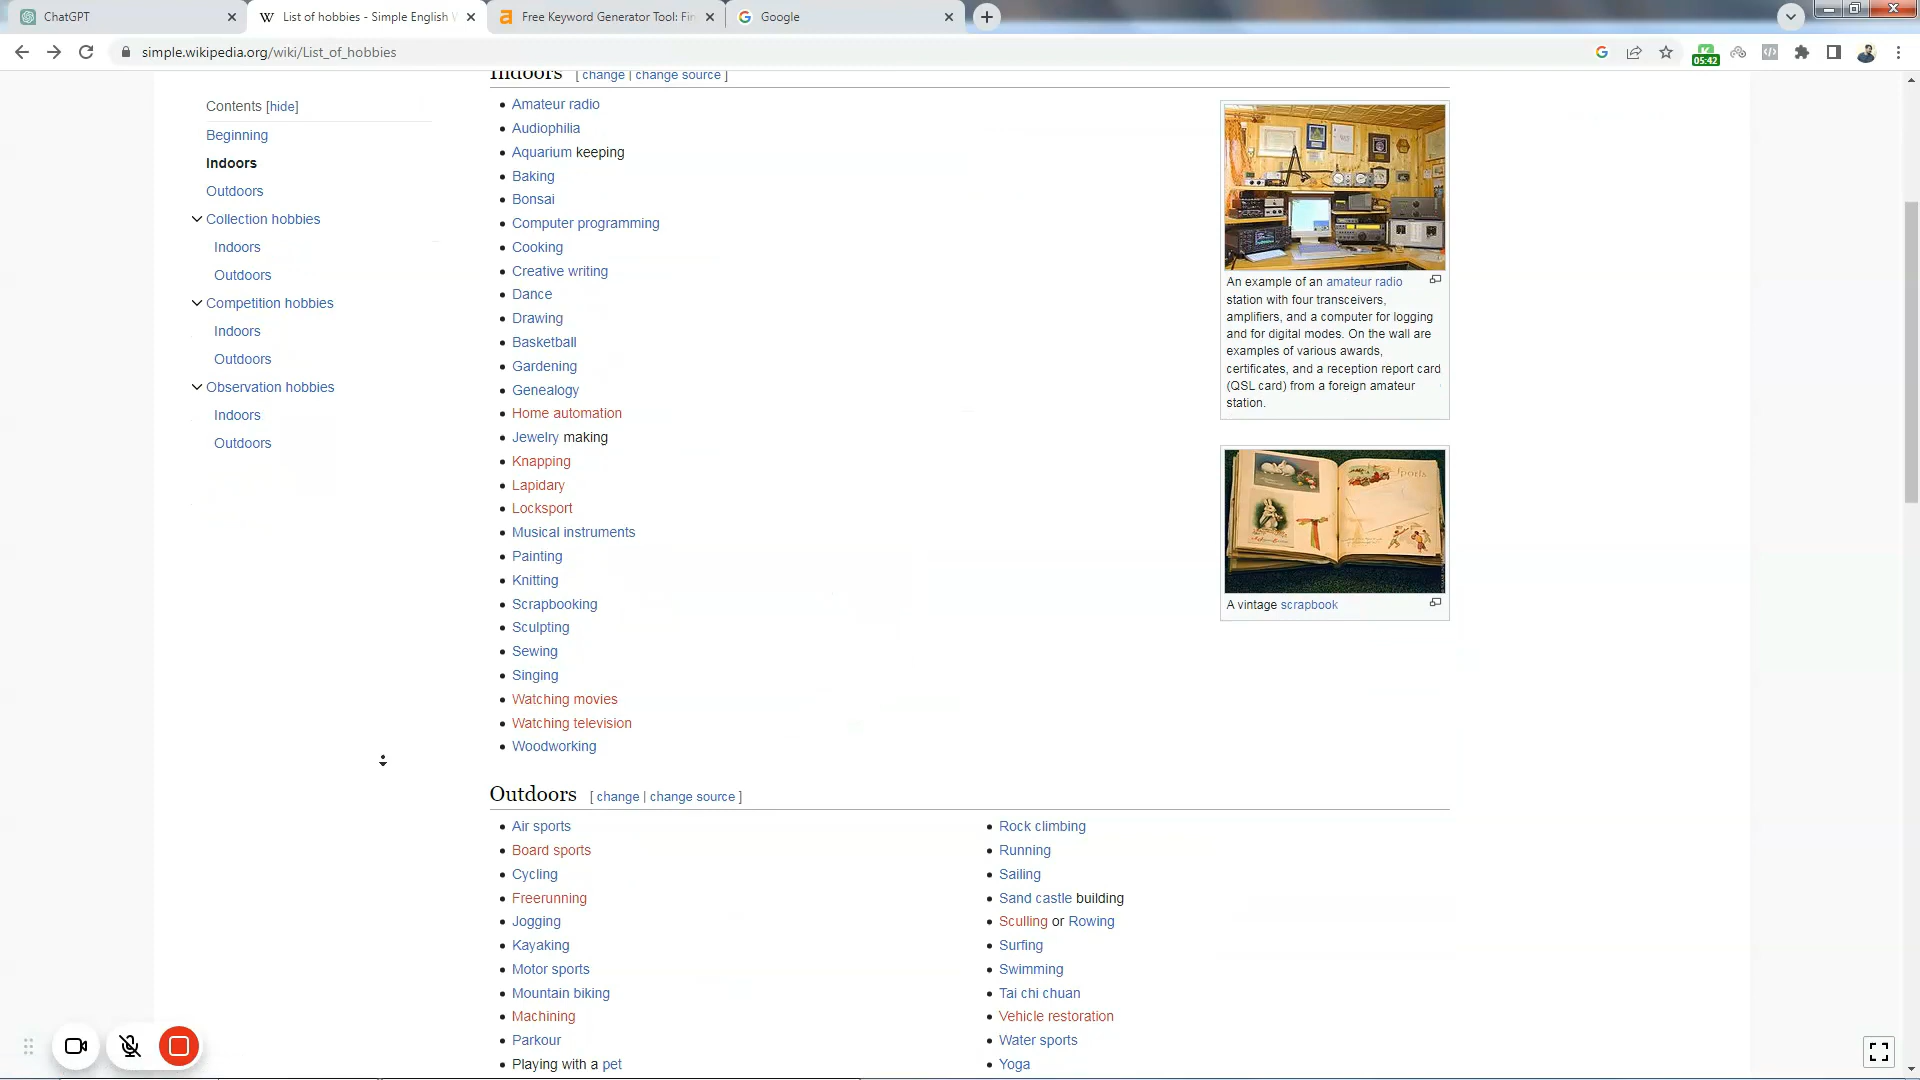 ChatGPT
List of hobbies - Simple English W
Free Keyword Generator Tool: Fin
Google
simple.wikipedia.org/wiki/List_of_hobbies
05:42
Contents [hide]
Beginning
Indoors
Outdoors
Collection hobbies
Indoors
Outdoors
Competition hobbies
Indoors
Outdoors
Observation hobbies
Indoors
Outdoors
Indoors [ change | change source ]
Amateur radio
Audiophilia
Aquarium keeping
Baking
Bonsai
Computer programming
Cooking
Creative writing
Dance
Drawing
Basketball
Gardening
Genealogy
Home automation
Jewelry making
Knapping
Lapidary
Locksport
Musical instruments
Painting
Knitting
Scrapbooking
Sculpting
Sewing
Singing
Watching movies
Watching television
Woodworking
An example of an amateur radio
station with four transceivers,
amplifiers, and a computer for logging
and for digital modes. On the wall are
examples of various awards,
certificates, and a reception report card
(QSL card) from a foreign amateur
station.
A vintage scrapbook
Outdoors [ change | change source ]
Air sports
Board sports
Cycling
Freerunning
Jogging
Kayaking
Motor sports
Mountain biking
Machining
Parkour
Playing with a pet
Rock climbing
Running
Sailing
Sand castle building
Sculling or Rowing
Surfing
Swimming
Tai chi chuan
Vehicle restoration
Water sports
Yoga